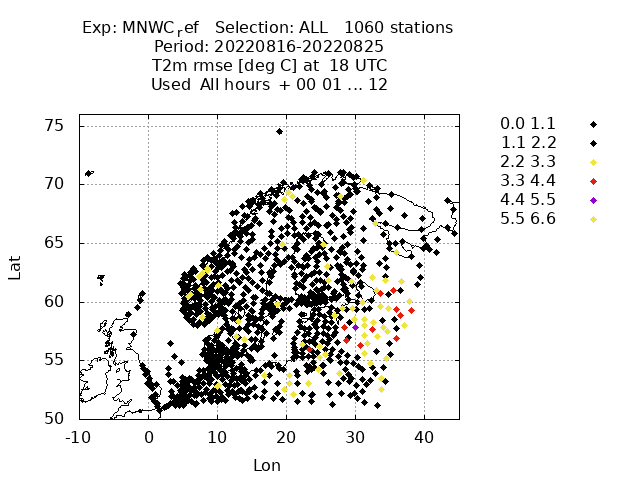 Exp: MNWC_ref   Selection: ALL   1060 stations
Period: 20220816-20220825
T2m rmse [deg C] at  18 UTC
Used  All hours  + 00 01 ... 12
75
70
65
60
55
50
Lat
-10 0 10 20 30 40
Lon
0.0 1.1
1.1 2.2
2.2 3.3
3.3 4.4
4.4 5.5
5.5 6.6